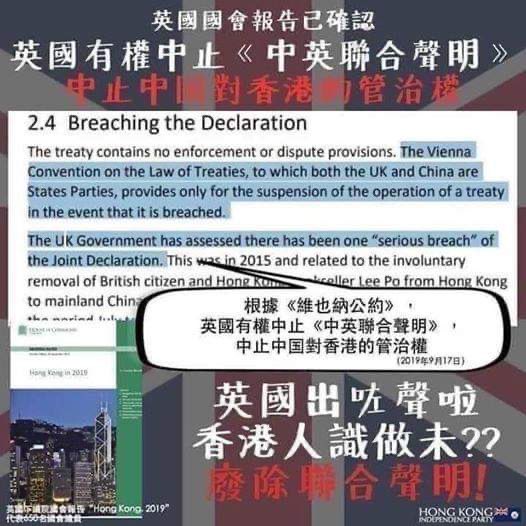 英國國會報告已確認
英國有權中止《中英聯合聲明》
中止中国對香港的管治權
2.4 Breaching the Declaration
The treaty contains no enforcement or dispute provisions. The Vienna
Convention on the Law of Treaties, to which both the UK and China are
States Parties, provides only for the suspension of the operation of a treaty
in the event that it is breached.
The UK Government has assessed there has been one "serious breach" of
the Joint Declaration. This was in 2015 and related to the involuntary
removal of British citizen and Hong Kong Lee Po from Hong Kong
to mainland China
根據《維也納公約》，
英國有權中止《中英聯合聲明》，
中止中国對香港的管治權
(2019年9月17日)
HOUSE OF COMMONS
Hong Kong in 2019
英國出咗聲啦
香港人識做未??
廢除聯合聲明!
英國下議院議會報告 "Hong Kong, 2019"
代表650名國會議員
HONG KONG
INDEPENDENCE PARTY